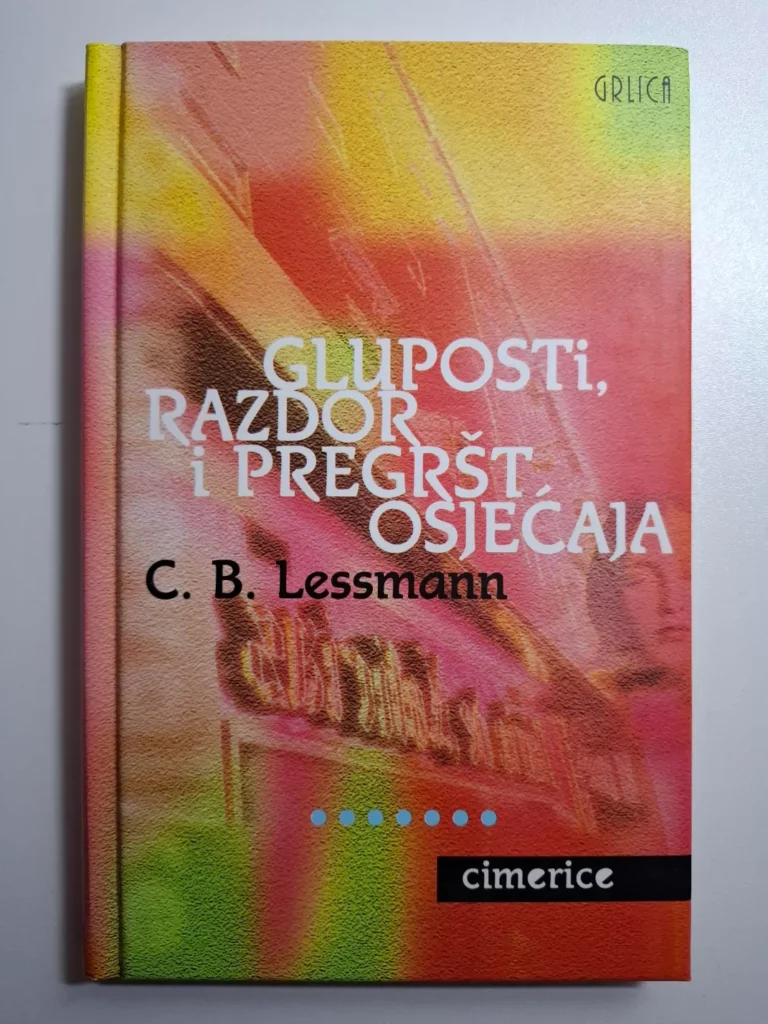 GRLICA
GLUPOSTi,
RAZDOR
i PREGRŠT
OSJEĆAJA
C. B. Lessmann
cimerice